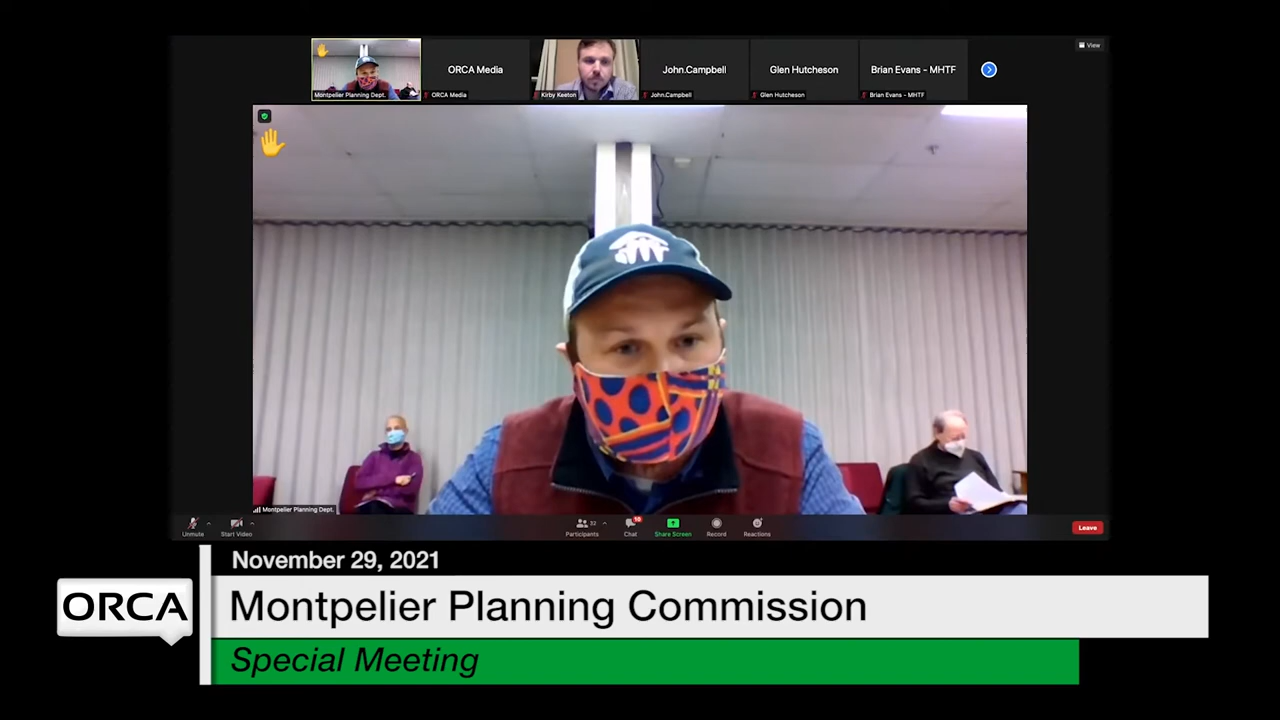 View
ORCA Media
John.Campbell
Glen Hutcheson
Brian Evans - MHTF
Montpelier Planning Dept.
ORCA Media
Kirby Keeton
John.Campbell
Glen Hutcheson
Brian Evans - MHTF
Montpelier Planning Dept.
Unmute
Start Video
Participants
32
Chat
10
Share Screen
Record
Reactions
Leave
November 29, 2021
ORCA
Montpelier Planning Commission
Special Meeting